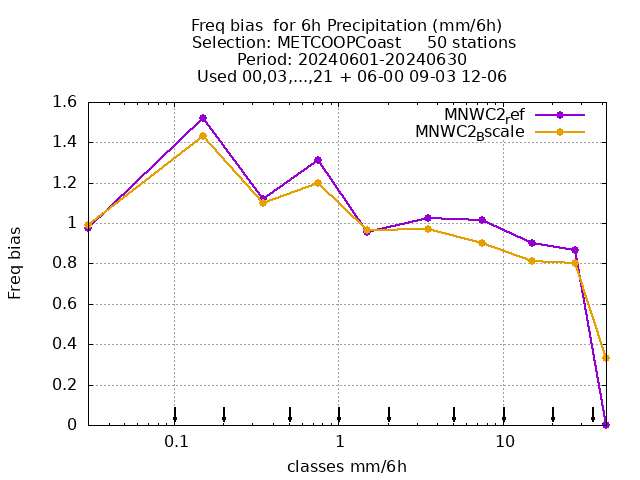 Freq bias  for 6h Precipitation (mm/6h)
Selection: METCOOPCoast     50 stations
Period: 20240601-20240630
Used 00,03,...,21 + 06-00 09-03 12-06
MNWC2ref
MNWC2Bscale
1.6
1.4
1.2
1
0.8
0.6
0.4
0.2
0
Freq bias
0.1 1 10
classes mm/6h